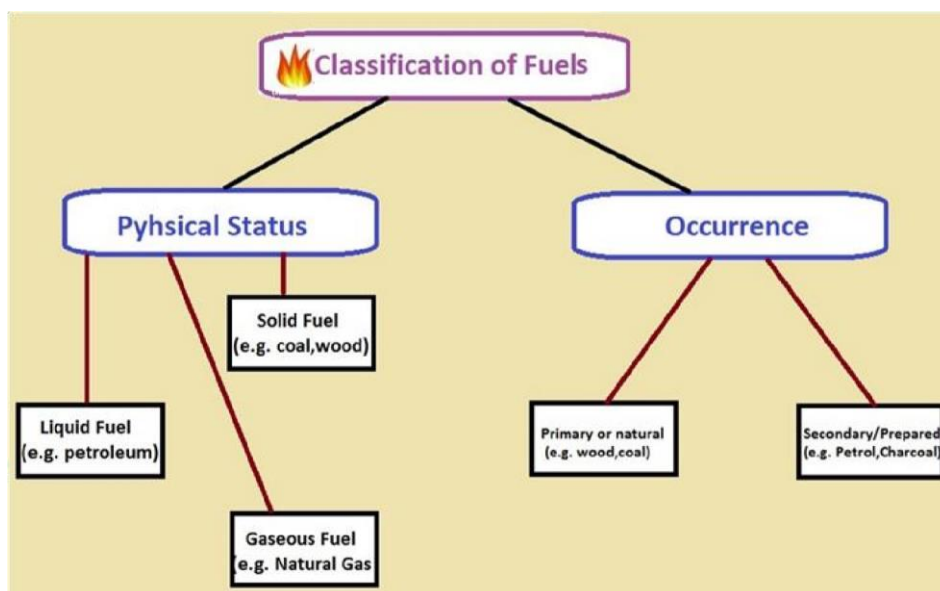 Classification of Fuels
Pyhsical Status
Occurrence
Solid Fuel
(e.g. coal,wood)
Liquid Fuel
(e.g. petroleum)
Gaseous Fuel
(e.g. Natural Gas
Primary or natural
(e.g. wood,coal)
Secondary/Prepared
(e.g. Petrol,Charcoal)